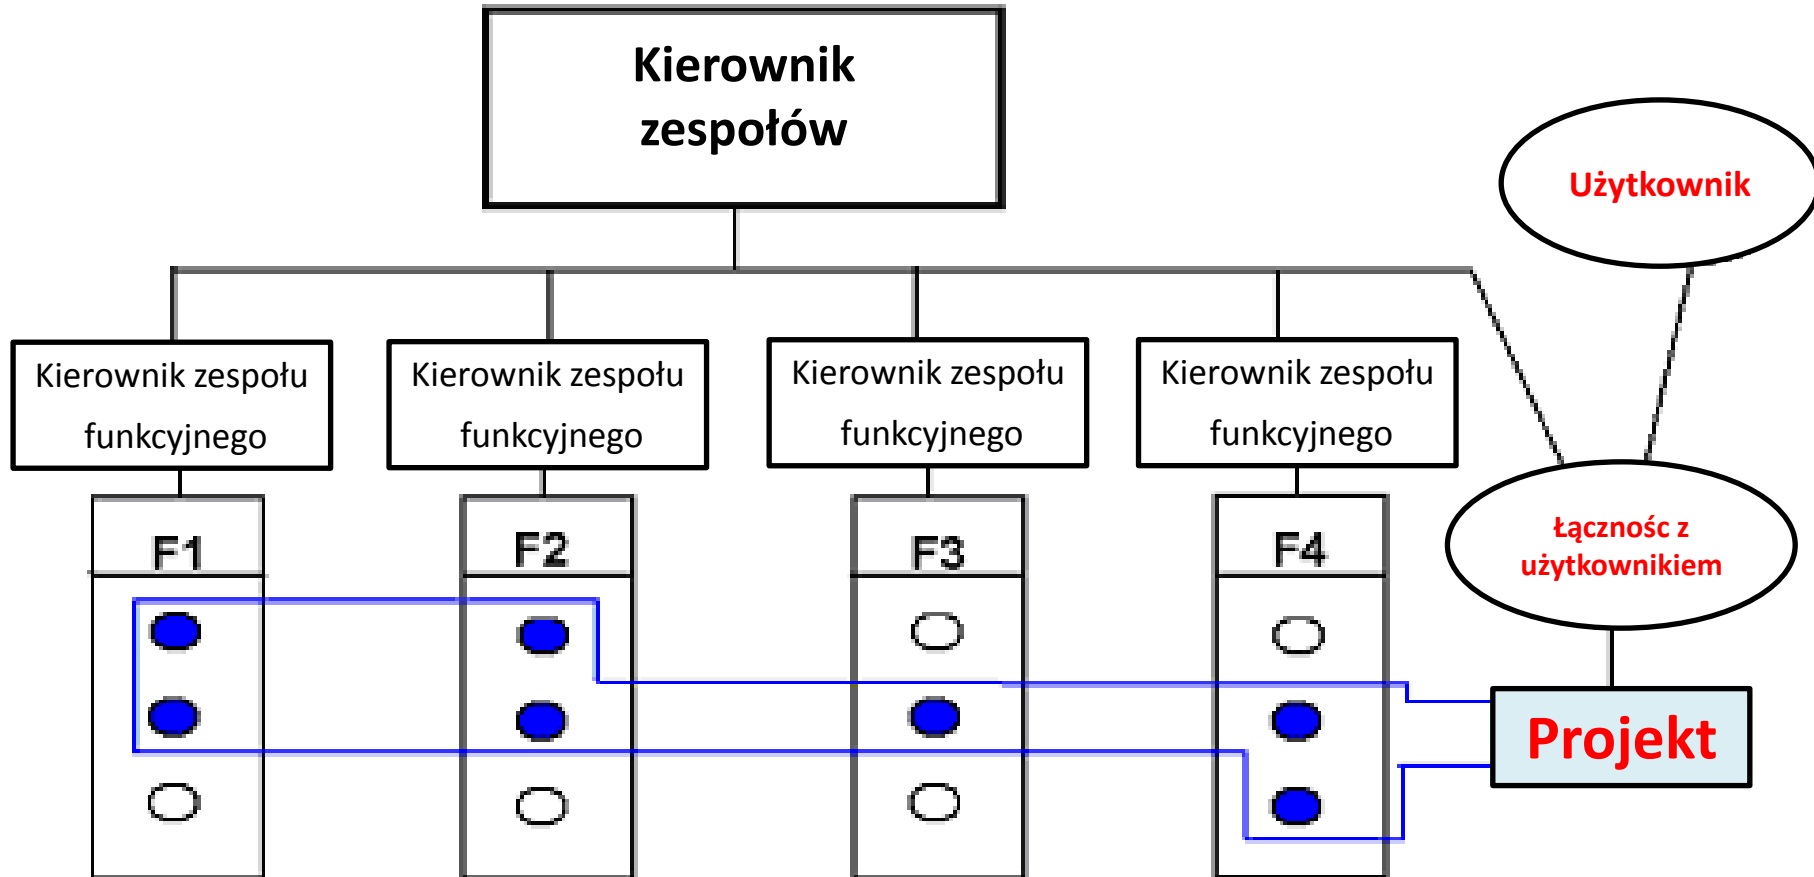 Kierownik
zespołów
Użytkownik
Kierownik zespołu
funkcyjnego
Kierownik zespołu
funkcyjnego
Kierownik zespołu
funkcyjnego
Kierownik zespołu
funkcyjnego
F1
F2
F3
F4
Łącznośc z
użytkownikiem
Projekt